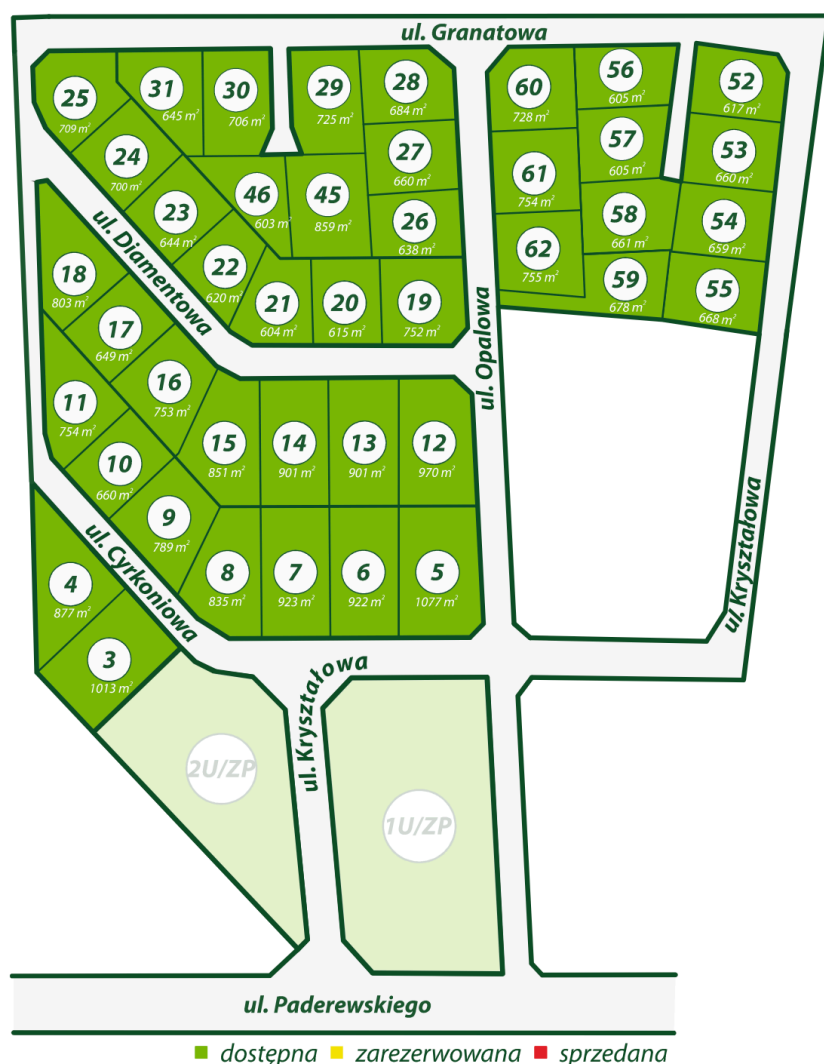 ul. Granatowa
25
709 m²
31
645 m²
30
706 m²
29
725 m²
28
684 m²
60
728 m²
56
605 m²
52
617 m²
24
700 m²
27
660 m²
57
605 m²
53
660 m²
23
644 m²
46
603 m²
45
859 m²
26
638 m²
61
754 m²
58
661 m²
54
659 m²
ul. Diamentowa
22
620 m²
62
755 m²
59
678 m²
55
668 m²
18
803 m²
21
604 m²
20
615 m²
19
752 m²
ul. Opalowa
17
649 m²
16
753 m²
11
754 m²
10
660 m²
15
851 m²
14
901 m²
13
901 m²
12
970 m²
9
789 m²
ul. Cyrkoniowa
ul. Kryształowa
4
877 m²
8
835 m²
7
923 m²
6
922 m²
5
1077 m²
3
1013 m²
ul. Kryształowa
2U/ZP
1U/ZP
ul. Paderewskiego
dostępna zarezerwowana sprzedana